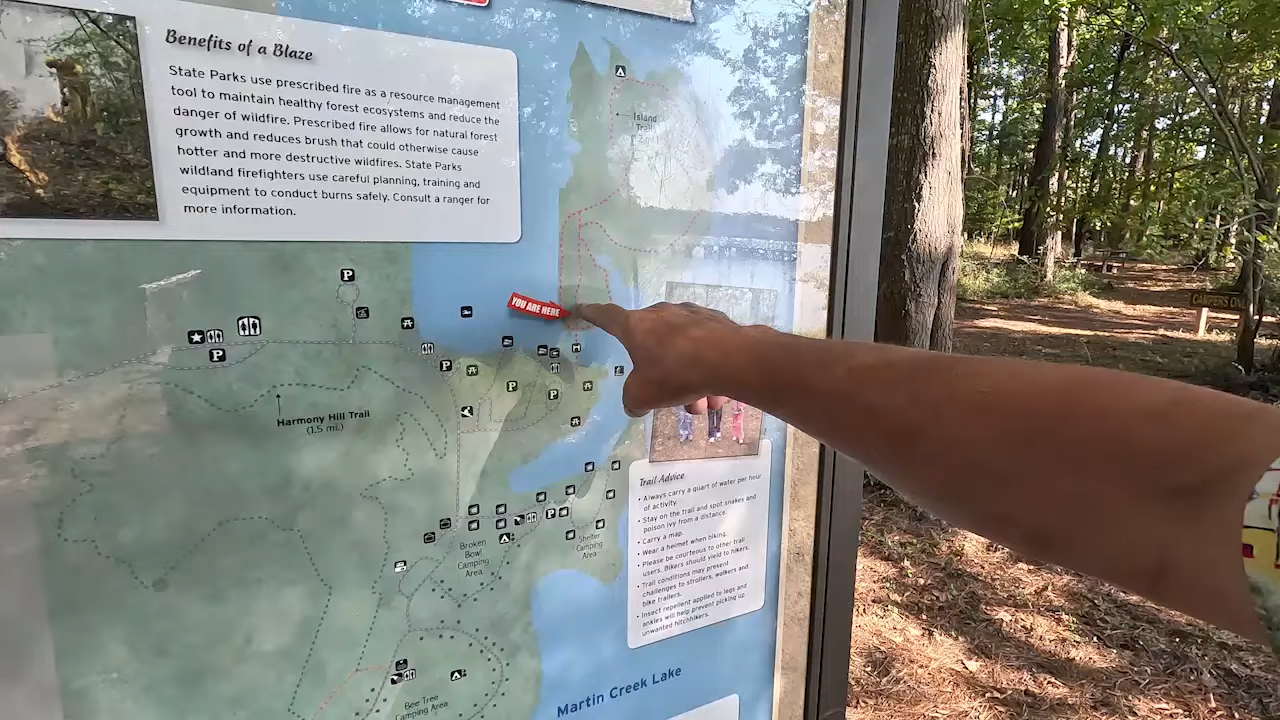 Benefits of a Blaze
State Parks use prescribed fire as a resource management
tool to maintain healthy forest ecosystems and reduce the
danger of wildfire. Prescribed fire allows for natural forest
growth and reduces brush that could otherwise cause
hotter and more destructive wildfires. State Parks
wildland firefighters use careful planning, training and
equipment to conduct burns safely. Consult a ranger for
more information.
Island
Trail
P
YOU ARE HERE
P
P
P
P
Harmony Hill Trail
(1.5 mi.)
P
Broken
Bowl
Camping
Area
Shelter
Camping
Area
Bee Tree
Camping Area
Trail Advice
• Always carry a quart of water per hour
of activity.
• Stay on the trail and spot snakes and
poison ivy from a distance.
• Carry a map.
• Wear a helmet when biking.
• Please be courteous to other trail
users. Bikers should yield to hikers.
• Trail conditions may present
challenges to strollers, walkers and
bike trailers.
• Insect repellent applied to legs and
ankles will help prevent picking up
unwanted hitchhikers.
Martin Creek Lake
CAMPERS ONL